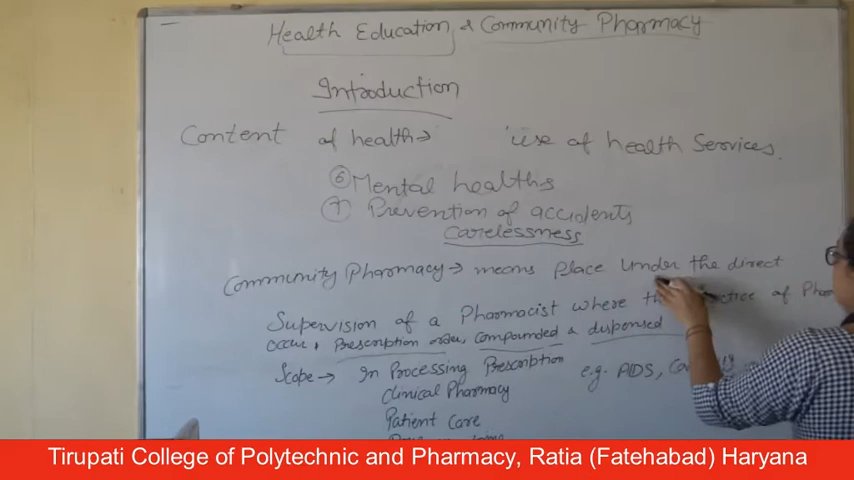 Health Education & Community Pharmacy
Introduction
Content of health→ use of health Services.
⑥ Mental healths
⑦ Prevention of accidents
Carelessness
Community Pharmacy→ means place under the direct
Supervision of a Pharmacist where the of
occur, Prescription order, compounded & dispensed
Scope→ In Processing Prescription e.g. AIDS,
clinical Pharmacy
Patient Care
Tirupati College of Polytechnic and Pharmacy, Ratia (Fatehabad) Haryana